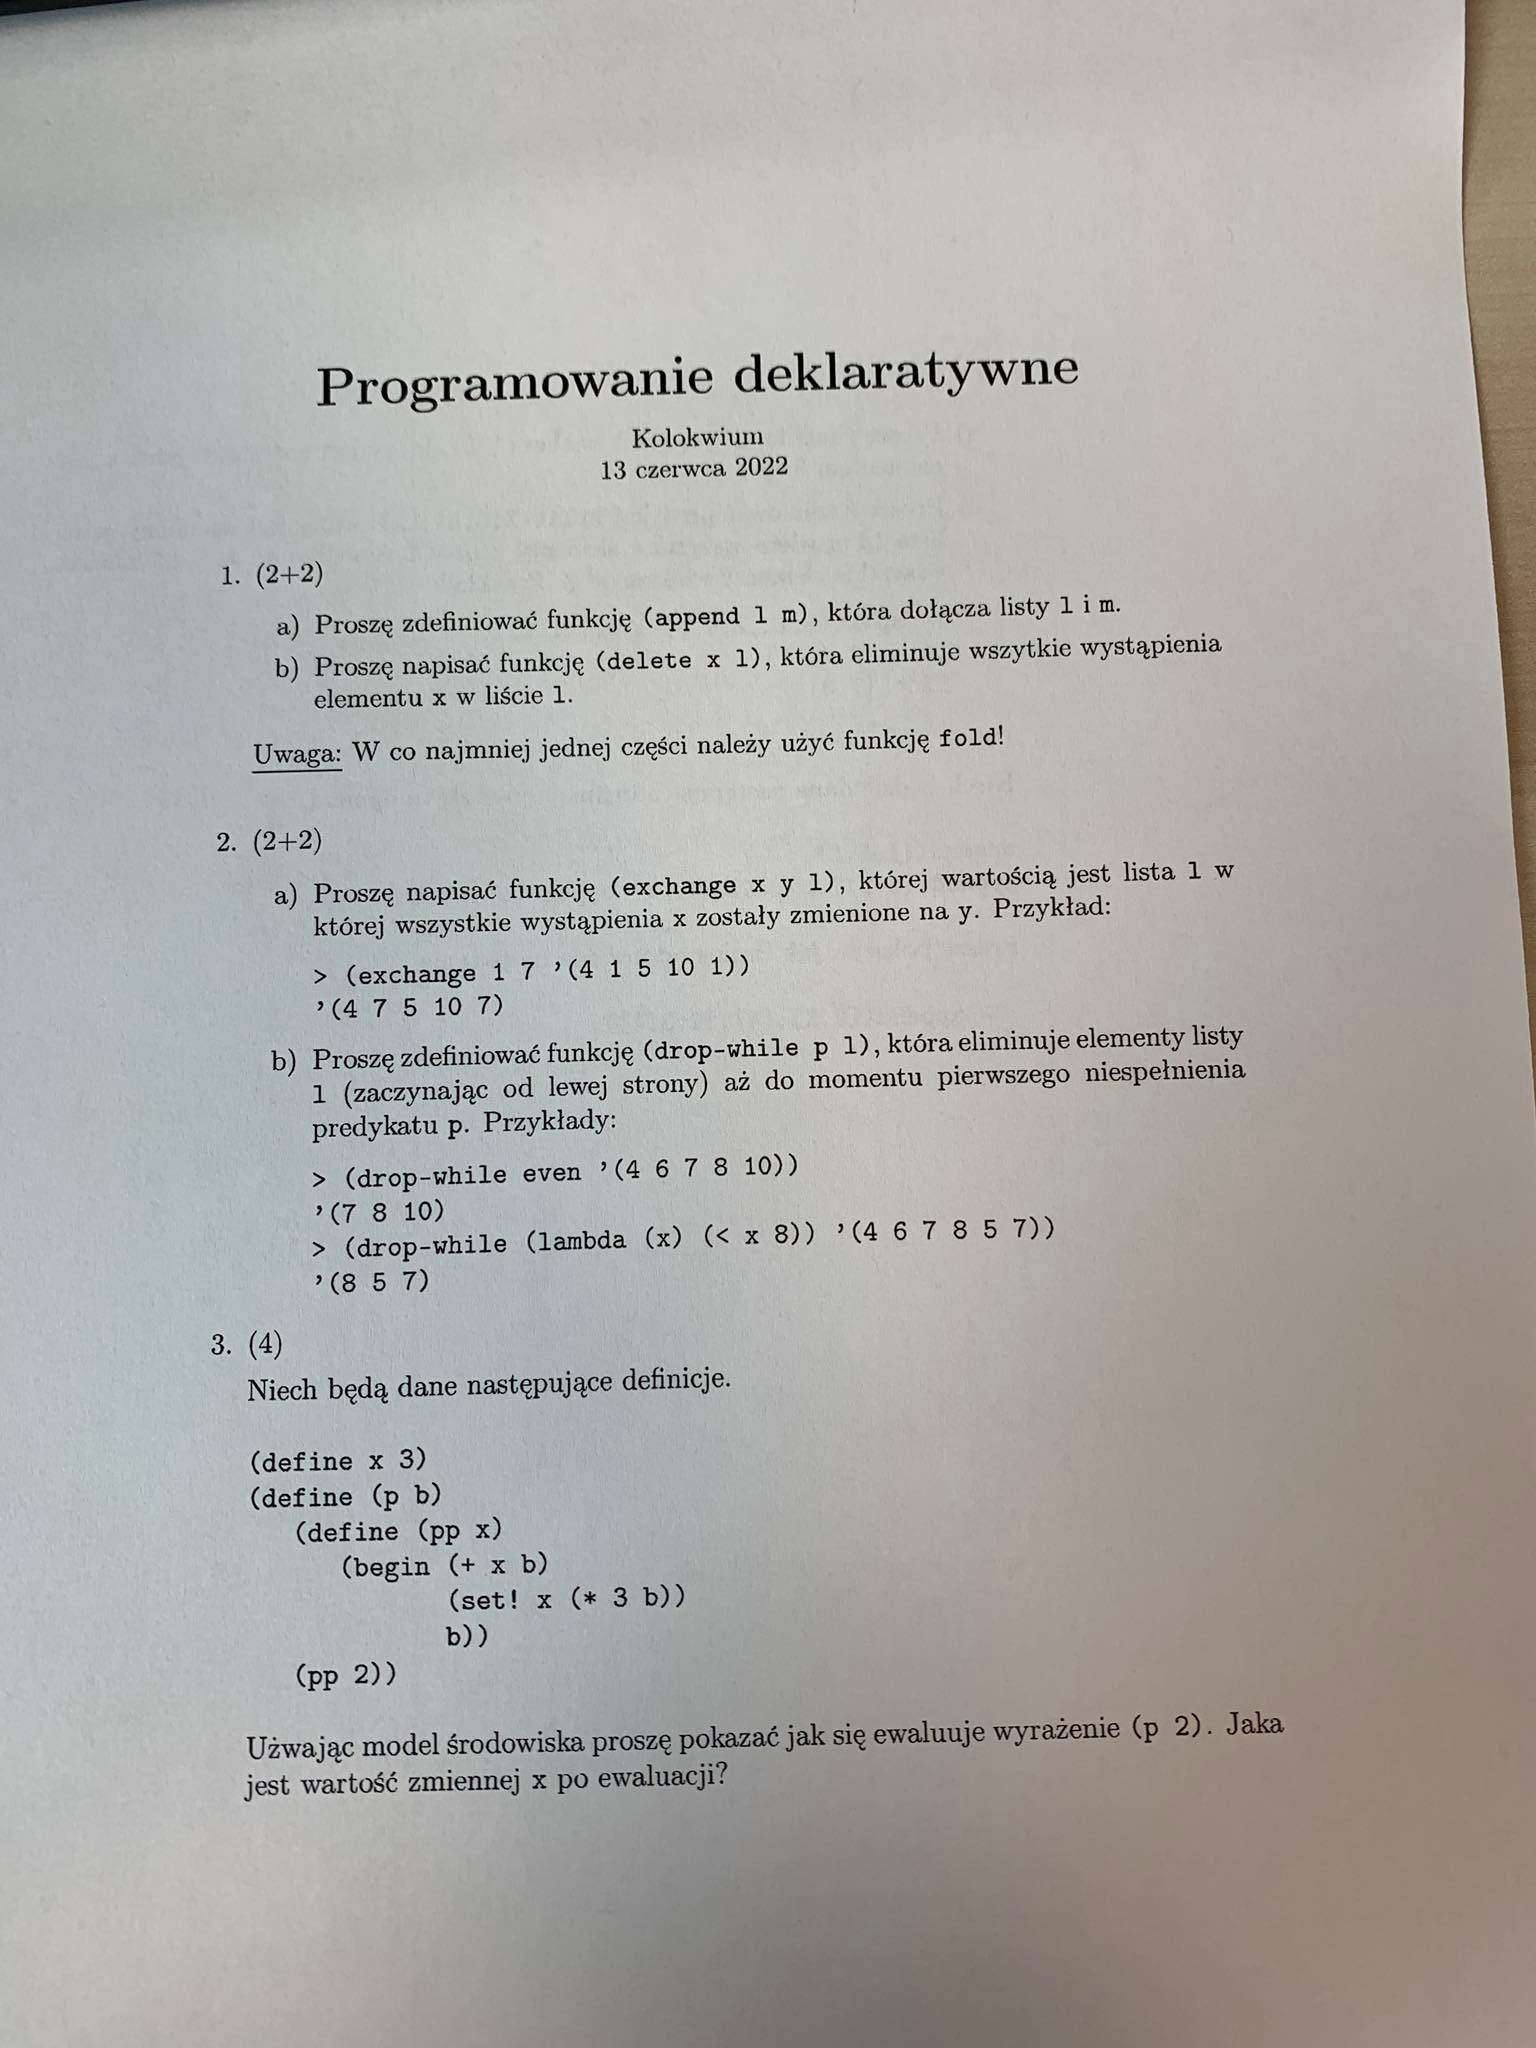 Programowanie deklaratywne
Kolokwium
13 czerwca 2022
1. (2+2)
a) Proszę zdefiniować funkcję (append l m), która dołącza listy l i m.
b) Proszę napisać funkcję (delete x l), która eliminuje wszytkie wystąpienia
elementu x w liście l.
Uwaga: W co najmniej jednej części należy użyć funkcję fold!
2. (2+2)
a) Proszę napisać funkcję (exchange x y l), której wartością jest lista l w
której wszystkie wystąpienia x zostały zmienione na y. Przykład:
> (exchange 1 7 ’(4 1 5 10 1))
’(4 7 5 10 7)
b) Proszę zdefiniować funkcję (drop-while p l), która eliminuje elementy listy
l (zaczynając od lewej strony) aż do momentu pierwszego niespełnienia
predykatu p. Przykłady:
> (drop-while even ’(4 6 7 8 10))
’(7 8 10)
> (drop-while (lambda (x) (< x 8)) ’(4 6 7 8 5 7))
’(8 5 7)
3. (4)
Niech będą dane następujące definicje.
(define x 3)
(define (p b)
(define (pp x)
(begin (+ x b)
(set! x (* 3 b))
b))
(pp 2))
Użwając model środowiska proszę pokazać jak się ewaluuje wyrażenie (p 2). Jaka
jest wartość zmiennej x po ewaluacji?